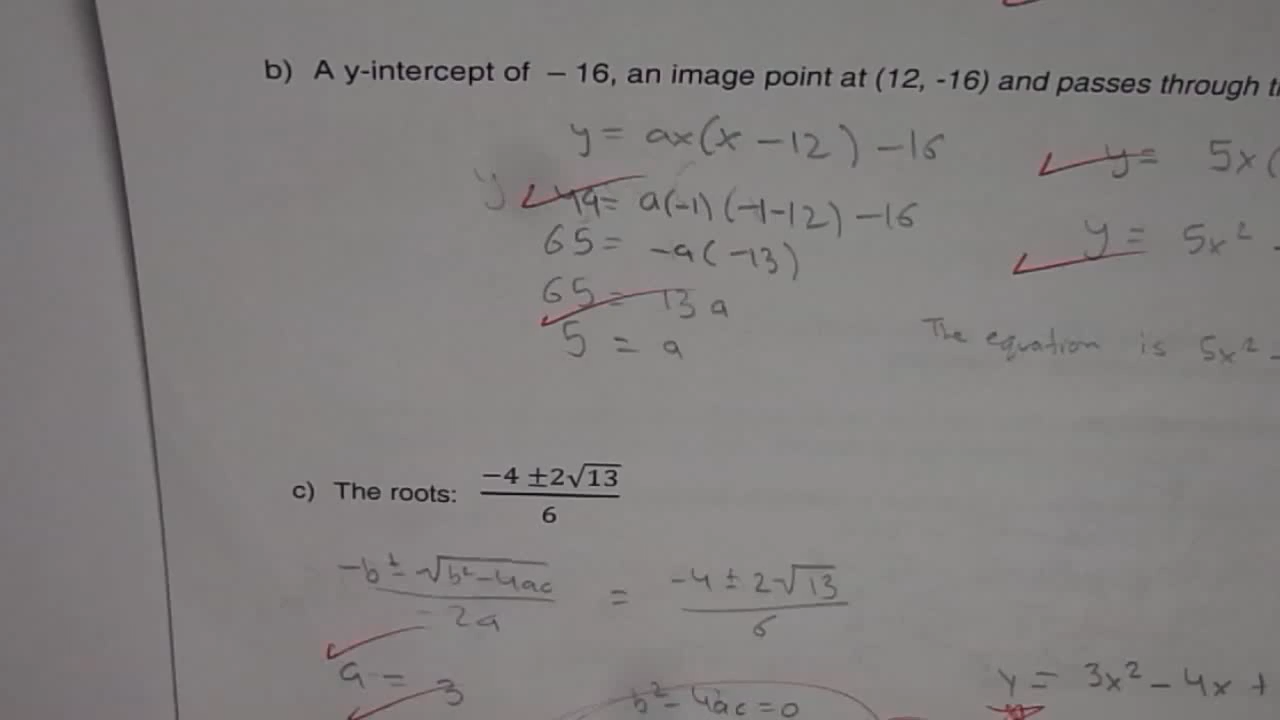 b) A y-intercept of – 16, an image point at (12, -16) and passes through
y = ax(x – 12) – 16
y = 5x(
49 = a(-1)(-1-12) – 16
65 = -a(-13)
y = 5x² -
65 = 13a
5 = a
The equation is 5x² -
c) The roots: (−4 ±2√13)/6
(-b ± √(b²-4ac))/2a = (-4 ± 2√13)/6
a = 3
b² - 4ac = 0
y = 3x² - 4x +